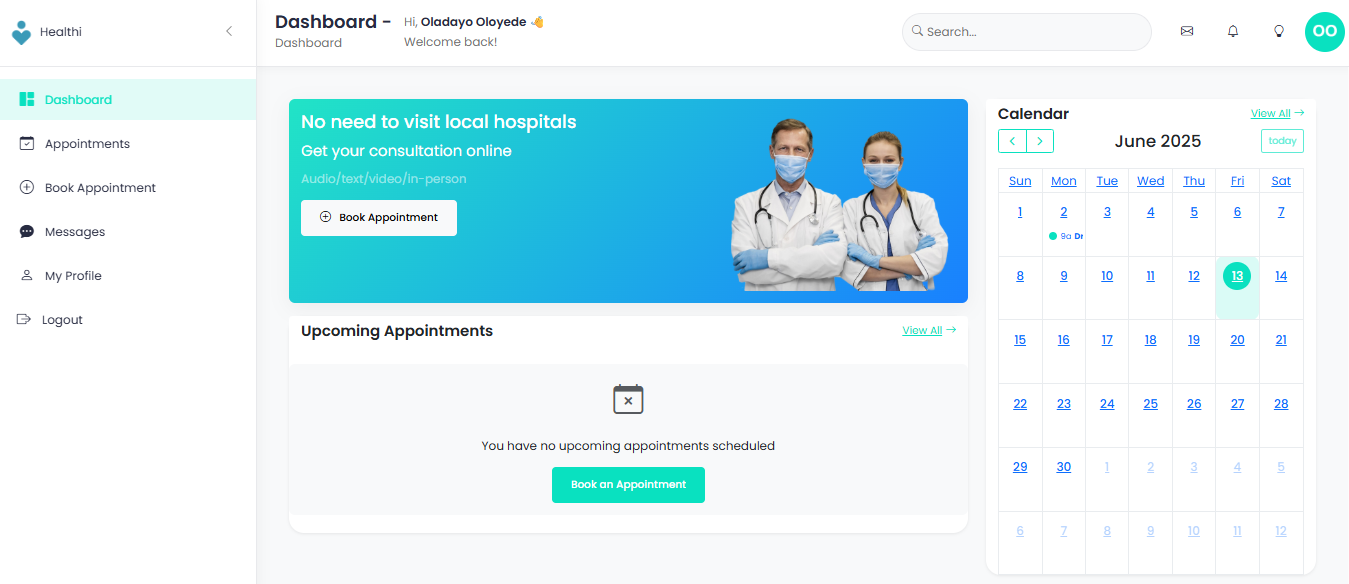 Healthi
Dashboard
Appointments
Book Appointment
Messages
My Profile
Logout
Dashboard -
Dashboard
Hi, Oladayo Oloyede 👋
Welcome back!
Search...
OO
No need to visit local hospitals
Get your consultation online
Audio/text/video/in-person
Book Appointment
Upcoming Appointments
View All →
You have no upcoming appointments scheduled
Book an Appointment
Calendar
View All →
June 2025
today
Sun Mon Tue Wed Thu Fri Sat
1 2 3 4 5 6 7
9a Dr
8 9 10 11 12 13 14
15 16 17 18 19 20 21
22 23 24 25 26 27 28
29 30 1 2 3 4 5
6 7 8 9 10 11 12